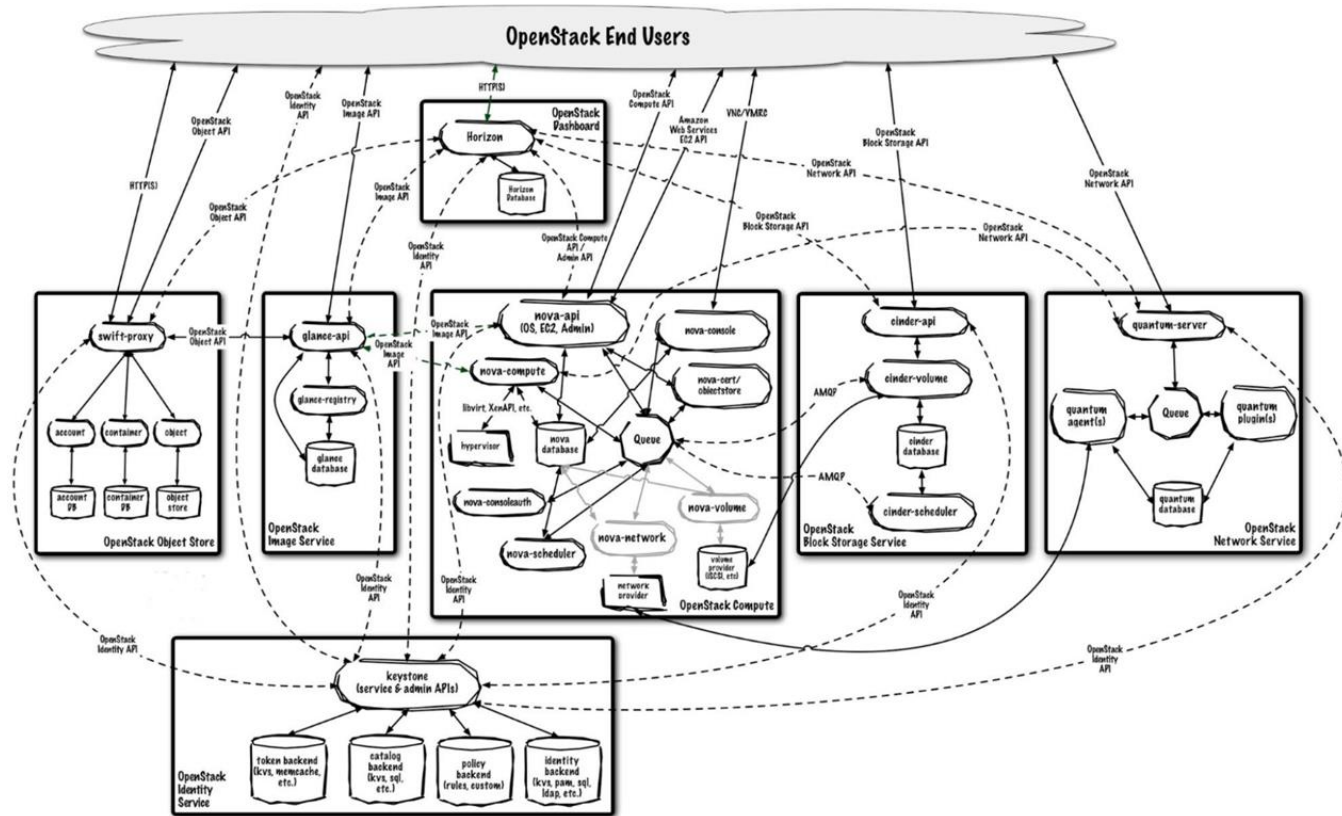 OpenStack End Users
HTTP(S)
OpenStack
Object API
OpenStack
Identity
API
OpenStack
Image API
HTTP(S)
OpenStack
Compute API
Amazon
Web Services
EC2 API
VNC/VMRC
OpenStack
Block Storage API
OpenStack
Network API
OpenStack
Dashboard
Horizon
Horizon
Database
OpenStack
Object API
OpenStack
Image API
OpenStack
Identity
API
OpenStack Compute
API /
Admin API
OpenStack
Block Storage API
OpenStack
Network API
OpenStack
Network API
swift-proxy
account
container
object
account
DB
container
DB
object
store
OpenStack Object Store
OpenStack
Object API
glance-api
glance-registry
glance
database
OpenStack
Image Service
OpenStack
Image API
OpenStack
Image
API
nova-api
(OS, EC2, Admin)
nova-console
nova-compute
nova-cert/
objectstore
libvirt, XenAPI, etc.
hypervisor
nova
database
Queue
nova-consoleauth
nova-volume
nova-network
nova-scheduler
volume
provider
(iSCSI, etc)
network
provider
OpenStack Compute
AMQP
AMQP
cinder-api
cinder-volume
cinder
database
cinder-scheduler
OpenStack
Block Storage Service
quantum-server
quantum
agent(s)
Queue
quantum
plugin(s)
quantum
database
OpenStack
Network Service
OpenStack
Identity API
OpenStack
Identity
API
OpenStack
Identity
API
OpenStack
Identity
API
OpenStack
Identity
API
keystone
(service & admin APIs)
token backend
(kvs, memcache,
etc.)
catalog
backend
(kvs, sql,
etc.)
policy
backend
(rules, custom)
identity
backend
(kvs, pam, sql,
ldap, etc.)
OpenStack
Identity
Service